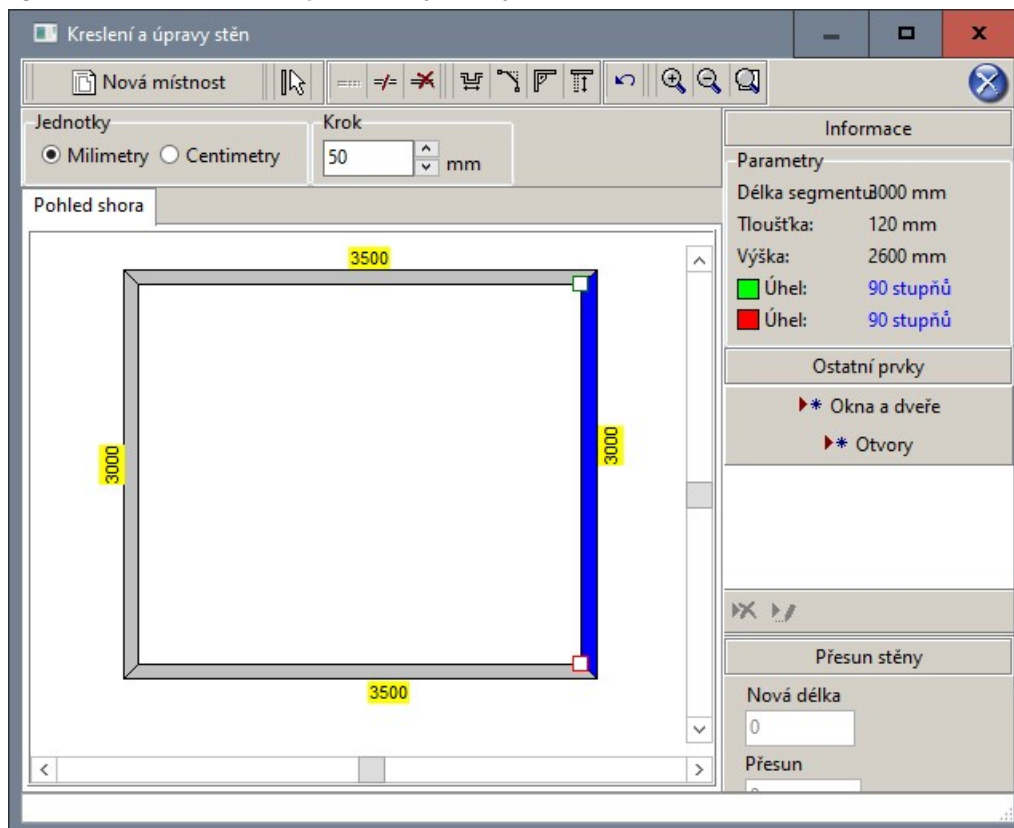 Kreslení a úpravy stěn
Nová místnost
Jednotky
Milimetry Centimetry
Krok
50 mm
Pohled shora
3500
3000
3000
3500
Informace
Parametry
Délka segmentu 3000 mm
Tloušťka: 120 mm
Výška: 2600 mm
Úhel: 90 stupňů
Úhel: 90 stupňů
Ostatní prvky
Okna a dveře
Otvory
Přesun stěny
Nová délka
0
Přesun